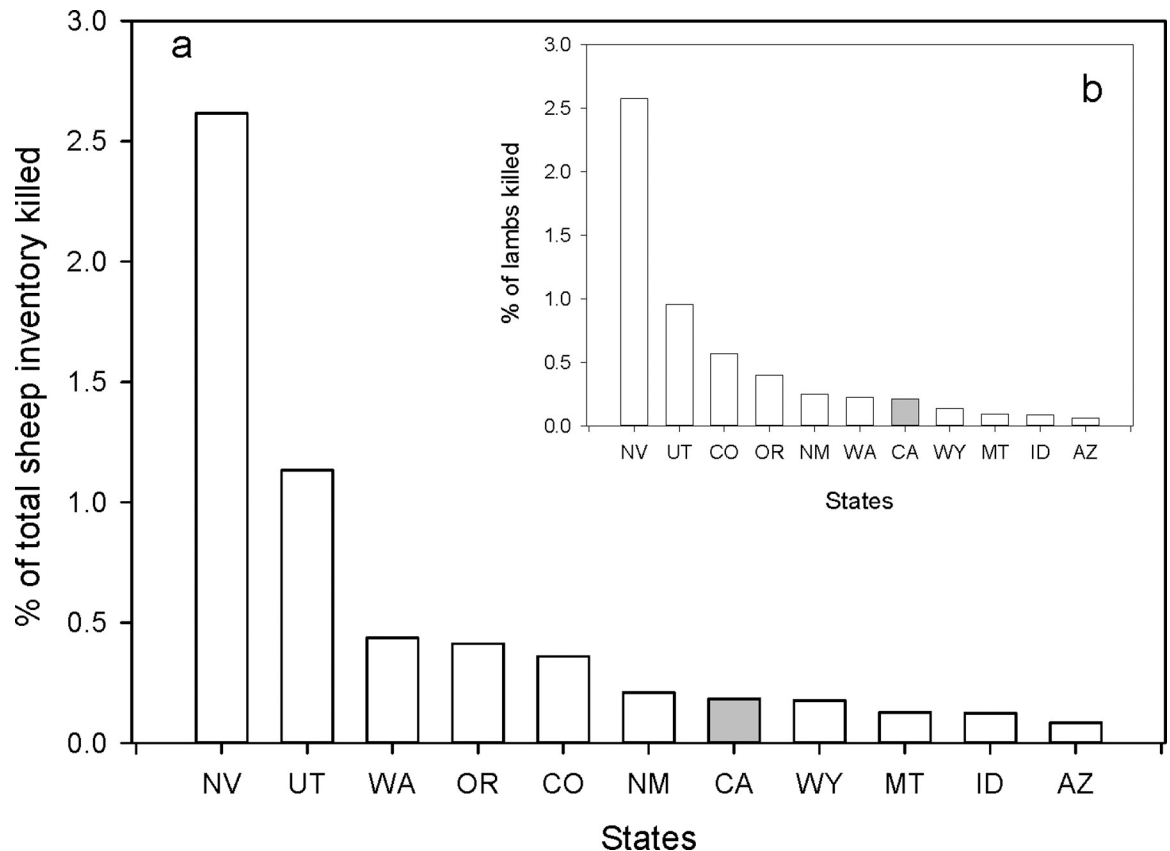 a
% of total sheep inventory killed
3.0
2.5
2.0
1.5
1.0
0.5
0.0
NV UT WA OR CO NM CA WY MT ID AZ
States
b
% of lambs killed
3.0
2.5
2.0
1.5
1.0
0.5
0.0
NV UT CO OR NM WA CA WY MT ID AZ
States